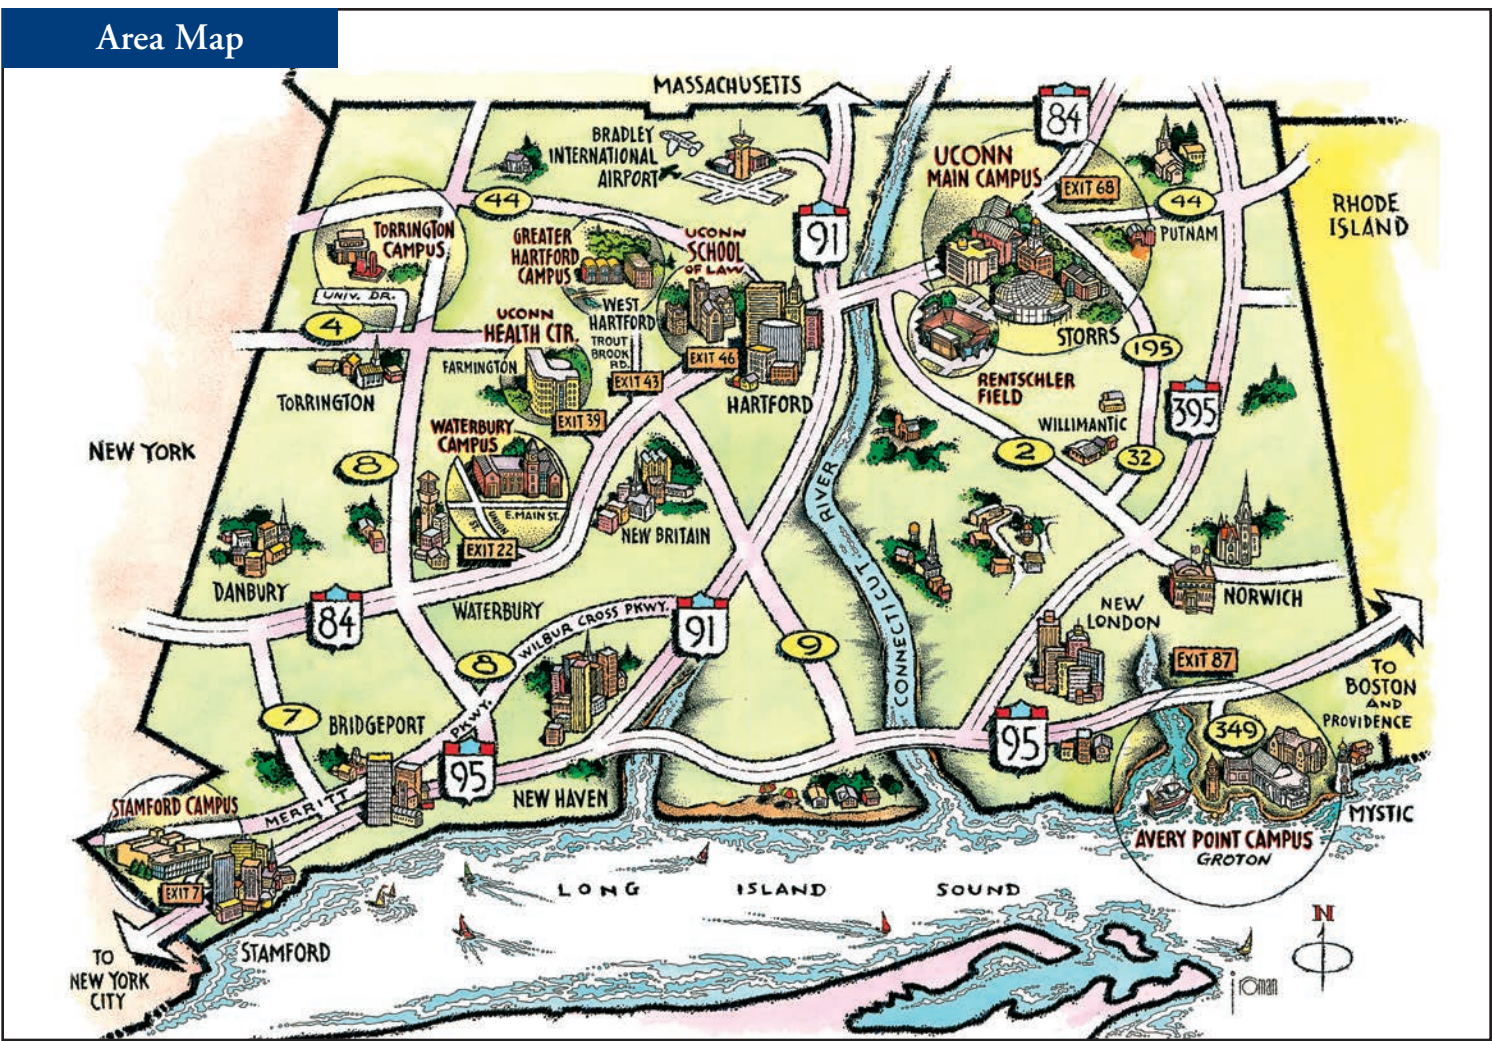 Area Map
MASSACHUSETTS
84
BRADLEY
INTERNATIONAL
AIRPORT
UCONN
MAIN CAMPUS
EXIT 68
44
44
RHODE
ISLAND
PUTNAM
91
TORRINGTON
CAMPUS
GREATER
HARTFORD
CAMPUS
UCONN
SCHOOL
OF LAW
UNIV. DR.
4
UCONN
HEALTH CTR.
WEST
HARTFORD
TROUT
BROOK
RD.
FARMINGTON
EXIT 46
EXIT 43
EXIT 39
STORRS
195
RENTSCHLER
FIELD
395
TORRINGTON
HARTFORD
WILLIMANTIC
WATERBURY
CAMPUS
NEW YORK
8
2
32
E. MAIN ST.
UNION
ST.
EXIT 22
NEW BRITAIN
RIVER
CONNECTICUT
DANBURY
84
WATERBURY
WILBUR CROSS PKWY.
91
NORWICH
NEW
LONDON
8
9
EXIT 87
TO
BOSTON
AND
PROVIDENCE
7
BRIDGEPORT
PKWY.
MERRITT
95
95
349
NEW HAVEN
STAMFORD CAMPUS
MYSTIC
AVERY POINT CAMPUS
GROTON
EXIT 7
LONG ISLAND SOUND
N
STAMFORD
TO
NEW YORK
CITY
j roman